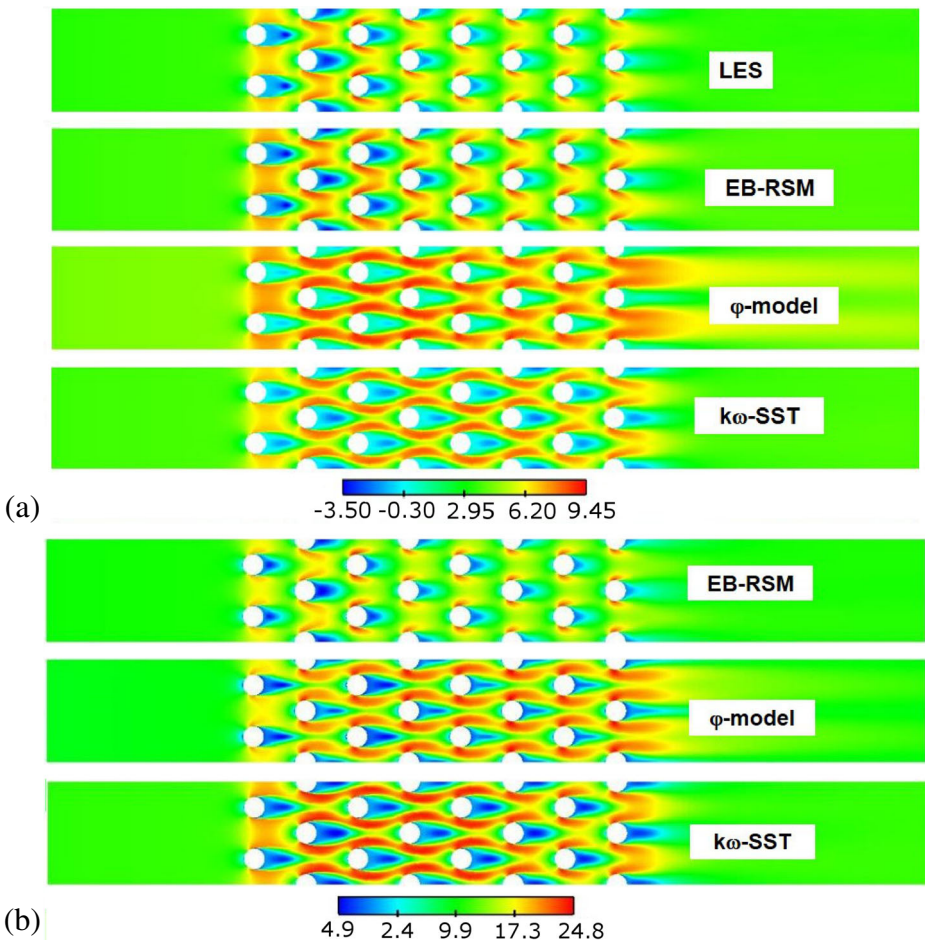 LES
EB-RSM
φ-model
kω-SST
(a)
-3.50 -0.30 2.95 6.20 9.45
EB-RSM
φ-model
kω-SST
(b)
4.9 2.4 9.9 17.3 24.8